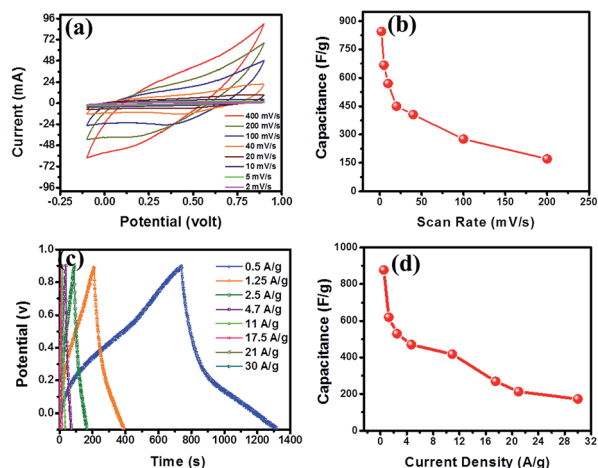 (a)
Current (mA)
96
72
48
24
0
-24
-48
-72
-96
400 mV/s
200 mV/s
100 mV/s
40 mV/s
20 mV/s
10 mV/s
5 mV/s
2 mV/s
-0.25 0.00 0.25 0.50 0.75 1.00
Potential (volt)
(b)
Capacitance (F/g)
900
750
600
450
300
150
0 50 100 150 200 250
Scan Rate (mV/s)
(c)
Potential (v)
1.0
0.8
0.6
0.4
0.2
0.0
0.5 A/g
1.25 A/g
2.5 A/g
4.7 A/g
11 A/g
17.5 A/g
21 A/g
30 A/g
0 200 400 600 800 1000 1200 1400
Time (s)
(d)
Capacitance (F/g)
1000
800
600
400
200
0
0 4 8 12 16 20 24 28 32
Current Density (A/g)